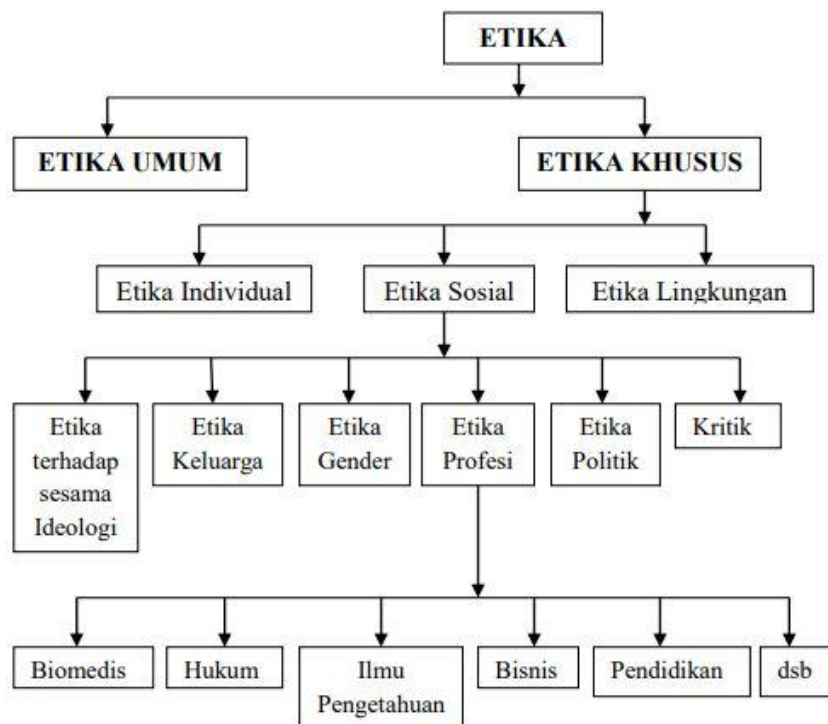 ETIKA
ETIKA UMUM
ETIKA KHUSUS
Etika Individual
Etika Sosial
Etika Lingkungan
Etika
terhadap
sesama
Ideologi
Etika
Keluarga
Etika
Gender
Etika
Profesi
Etika
Politik
Kritik
Biomedis
Hukum
Ilmu
Pengetahuan
Bisnis
Pendidikan
dsb